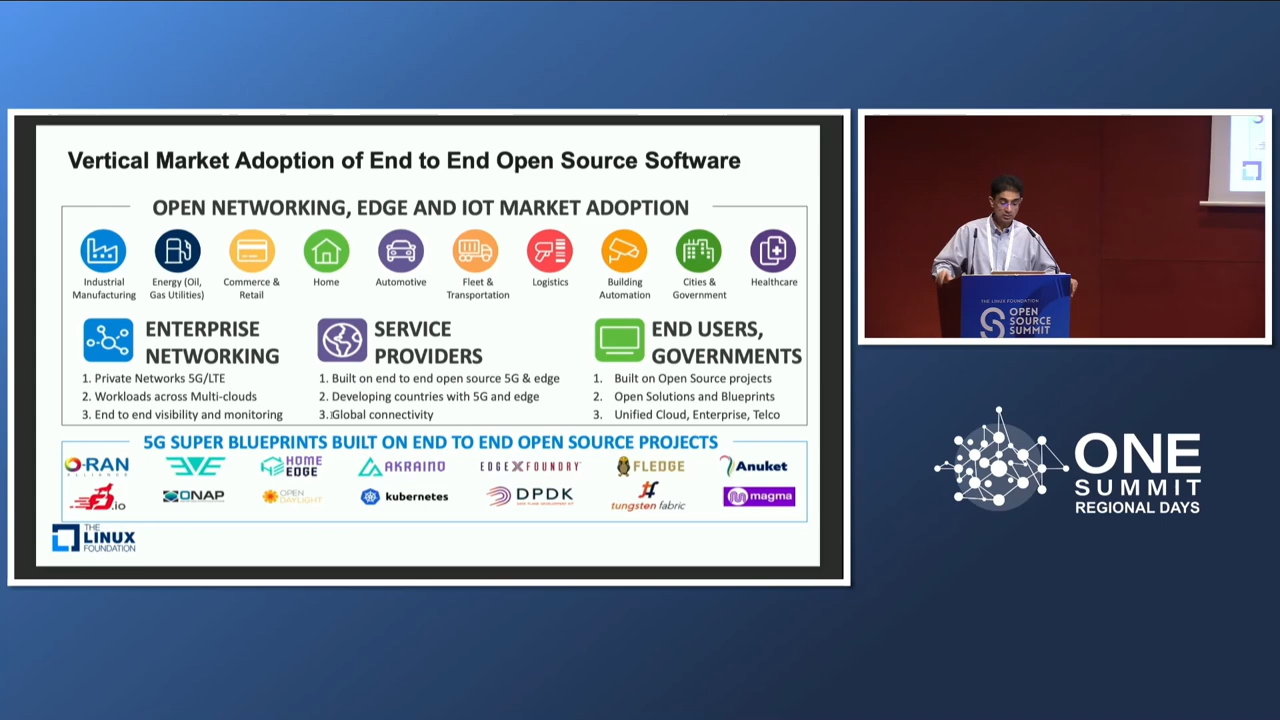 Vertical Market Adoption of End to End Open Source Software
OPEN NETWORKING, EDGE AND IOT MARKET ADOPTION
Industrial Manufacturing
Energy (Oil, Gas Utilities)
Commerce & Retail
Home
Automotive
Fleet & Transportation
Logistics
Building Automation
Cities & Government
Healthcare
ENTERPRISE
NETWORKING
1. Private Networks 5G/LTE
2. Workloads across Multi-clouds
3. End to end visibility and monitoring
SERVICE
PROVIDERS
1. Built on end to end open source 5G & edge
2. Developing countries with 5G and edge
3. Global connectivity
END USERS,
GOVERNMENTS
1. Built on Open Source projects
2. Open Solutions and Blueprints
3. Unified Cloud, Enterprise, Telco
5G SUPER BLUEPRINTS BUILT ON END TO END OPEN SOURCE PROJECTS
O-RAN
ALLIANCE
HOME
EDGE
AKRAINO
EDGE X FOUNDRY
FLEDGE
Anuket
.io
ONAP
OPEN
DAYLIGHT
kubernetes
DPDK
DATA PLANE DEVELOPMENT KIT
tungsten fabric
magma
THE
LINUX
FOUNDATION
THE LINUX FOUNDATION
OPEN
SOURCE
SUMMIT
ONE
SUMMIT
REGIONAL DAYS